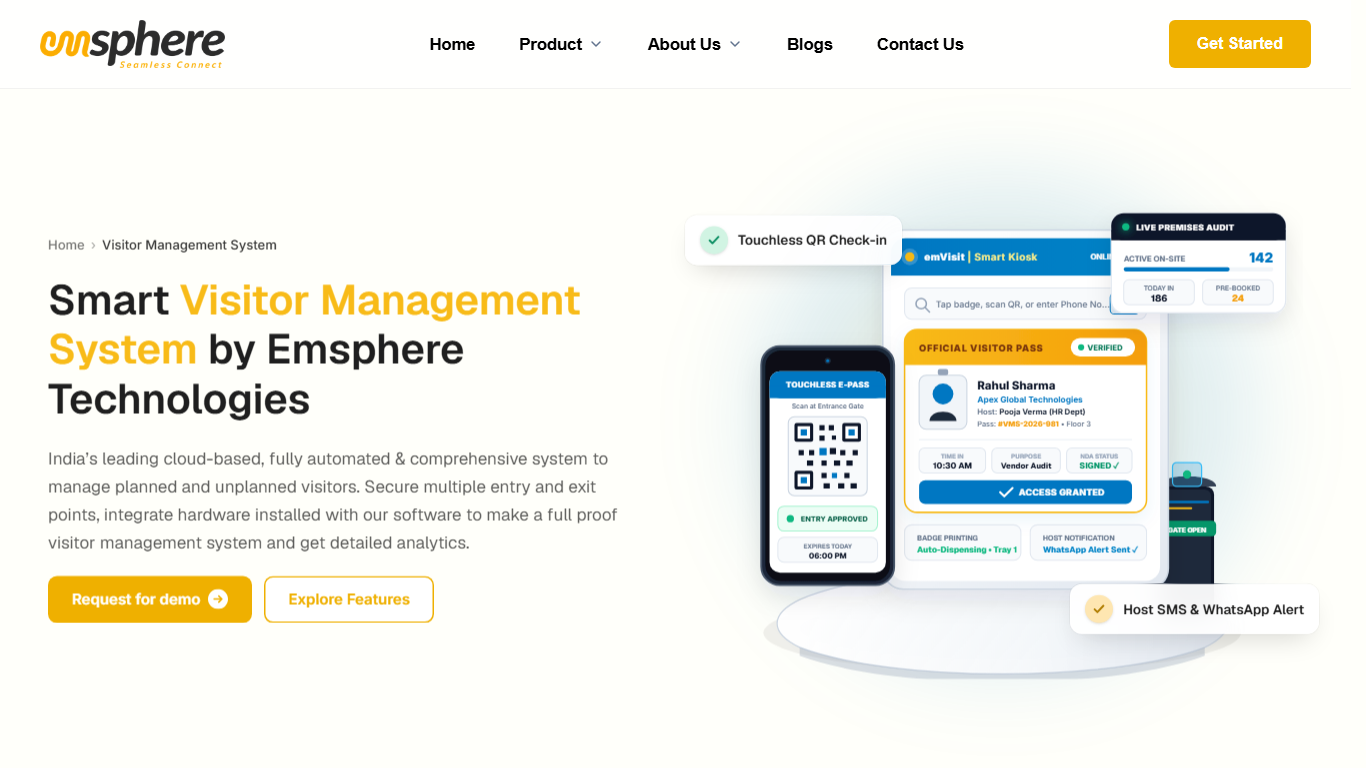 emsphere
Seamless Connect
Home
Product
About Us
Blogs
Contact Us
Get Started
Home › Visitor Management System
Smart Visitor Management
System by Emsphere
Technologies
India’s leading cloud-based, fully automated & comprehensive system to
manage planned and unplanned visitors. Secure multiple entry and exit
points, integrate hardware installed with our software to make a full proof
visitor management system and get detailed analytics.
Request for demo
Explore Features
Touchless QR Check-in
emVisit | Smart Kiosk
LIVE PREMISES AUDIT
ACTIVE ON-SITE 142
TODAY IN
186
PRE-BOOKED
24
Tap badge, scan QR, or enter Phone No...
OFFICIAL VISITOR PASS
VERIFIED
Rahul Sharma
Apex Global Technologies
Host: Pooja Verma (HR Dept)
Pass: #VMS-2026-981 • Floor 3
TIME IN
10:30 AM
PURPOSE
Vendor Audit
NDA STATUS
SIGNED ✓
ACCESS GRANTED
BADGE PRINTING
Auto-Dispensing • Tray 1
HOST NOTIFICATION
WhatsApp Alert Sent ✓
TOUCHLESS E-PASS
Scan at Entrance Gate
ENTRY APPROVED
EXPIRES TODAY
06:00 PM
GATE OPEN
Host SMS & WhatsApp Alert